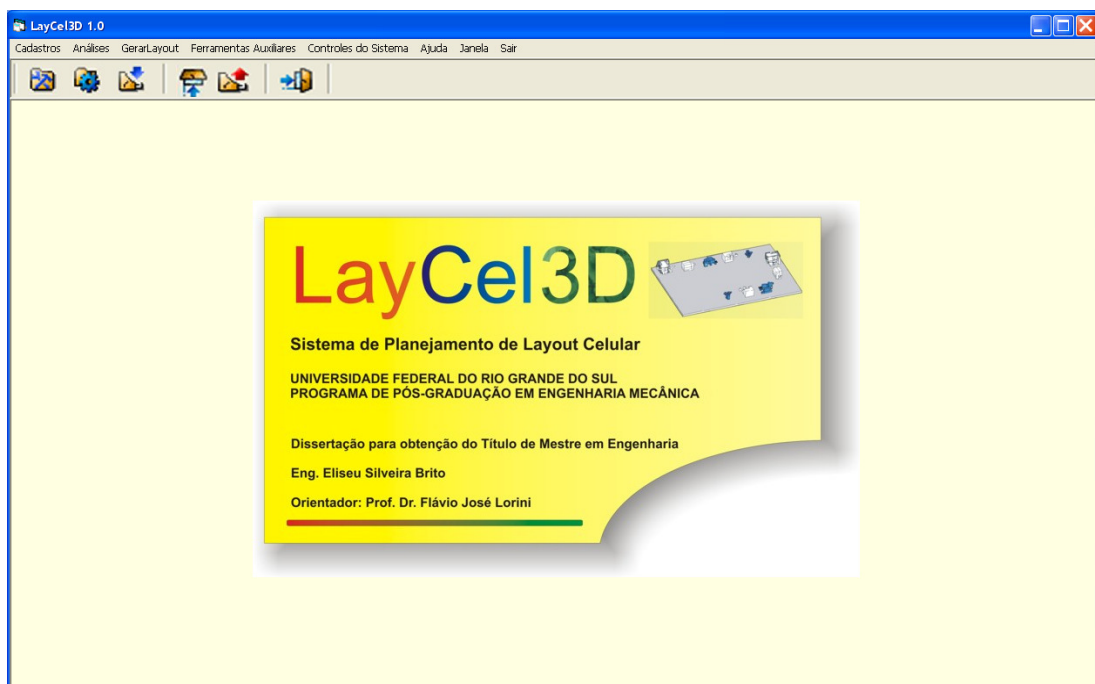 LayCel3D 1.0
Cadastros Análises GerarLayout Ferramentas Auxiliares Controles do Sistema Ajuda Janela Sair
LayCel3D
Sistema de Planejamento de Layout Celular
UNIVERSIDADE FEDERAL DO RIO GRANDE DO SUL
PROGRAMA DE PÓS-GRADUAÇÃO EM ENGENHARIA MECÂNICA
Dissertação para obtenção do Título de Mestre em Engenharia
Eng. Eliseu Silveira Brito
Orientador: Prof. Dr. Flávio José Lorini